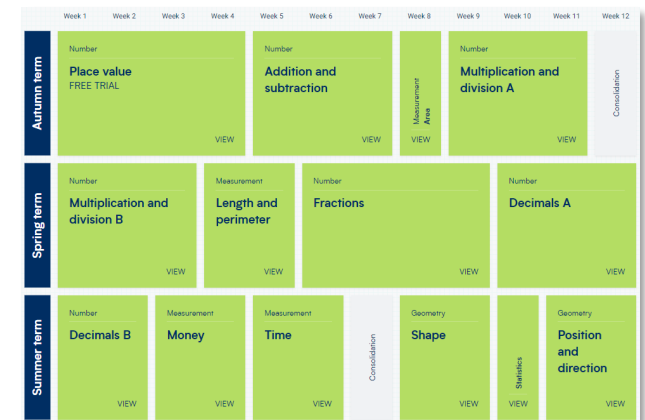 Week 1 Week 2 Week 3 Week 4 Week 5 Week 6 Week 7 Week 8 Week 9 Week 10 Week 11 Week 12
Autumn term
Number
Place value
FREE TRIAL
VIEW
Number
Addition and
subtraction
VIEW
Measurement
Area
VIEW
Number
Multiplication and
division A
VIEW
Consolidation
Spring term
Number
Multiplication and
division B
VIEW
Measurement
Length and
perimeter
VIEW
Number
Fractions
VIEW
Number
Decimals A
VIEW
Summer term
Number
Decimals B
VIEW
Measurement
Money
VIEW
Measurement
Time
VIEW
Consolidation
Geometry
Shape
VIEW
Statistics
VIEW
Geometry
Position
and
direction
VIEW